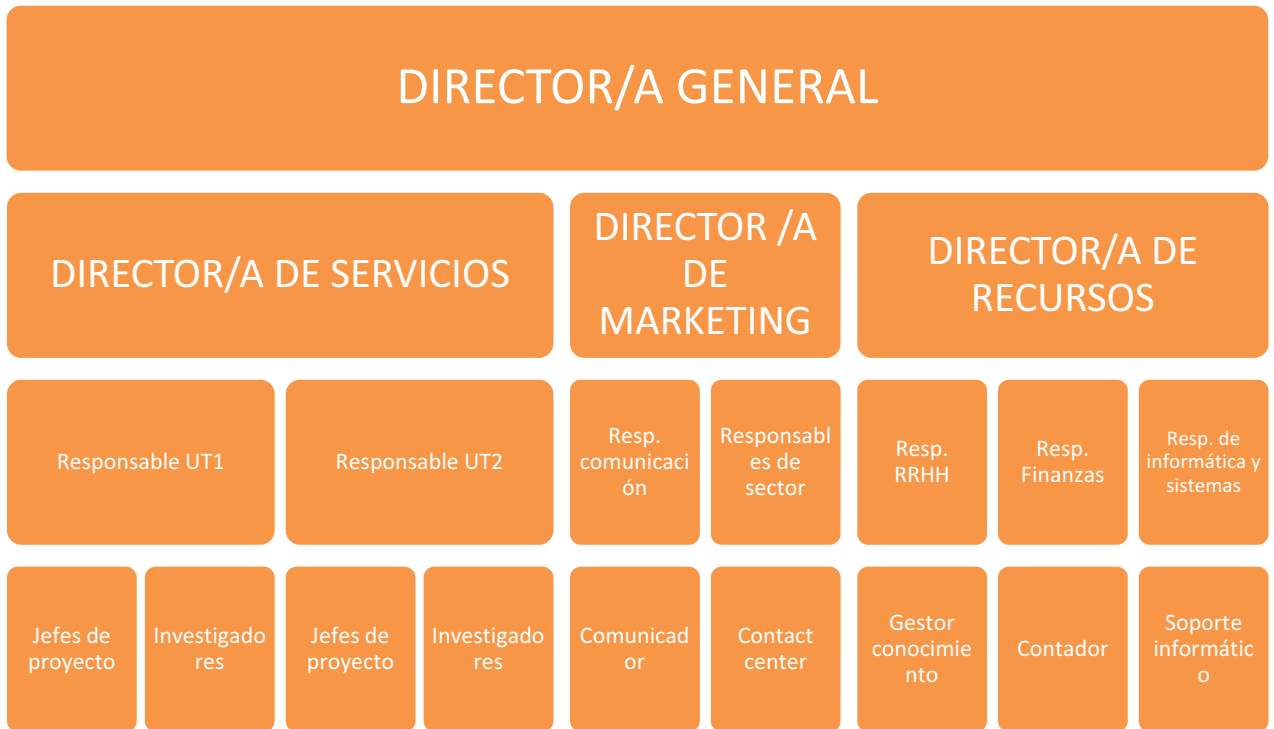 DIRECTOR/A GENERAL
DIRECTOR/A DE SERVICIOS
DIRECTOR /A
DE
MARKETING
DIRECTOR/A DE
RECURSOS
Responsable UT1
Responsable UT2
Resp.
comunicaci
ón
Responsabl
es de
sector
Resp.
RRHH
Resp.
Finanzas
Resp. de
informática y
sistemas
Jefes de
proyecto
Investigado
res
Jefes de
proyecto
Investigado
res
Comunicad
or
Contact
center
Gestor
conocimie
nto
Contador
Soporte
informátic
o